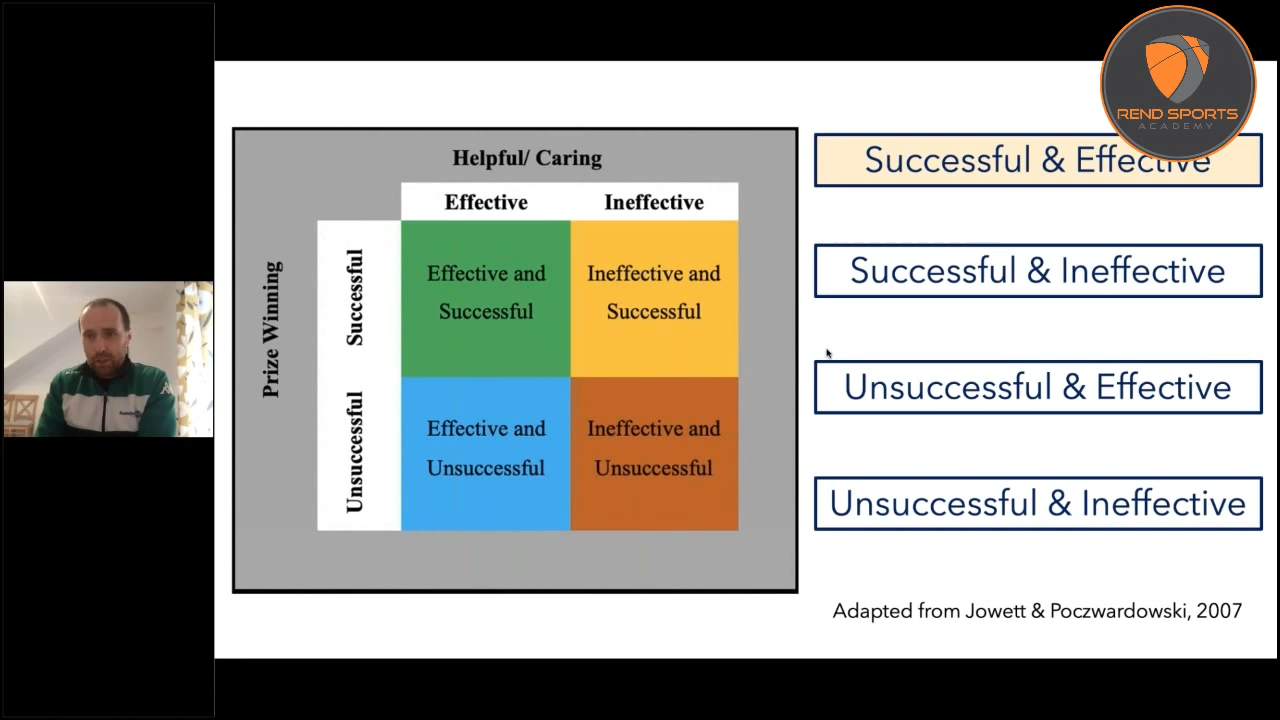 REND SPORTS
ACADEMY
Helpful/ Caring
Effective
Ineffective
Prize Winning
Successful
Effective and
Successful
Ineffective and
Successful
Unsuccessful
Effective and
Unsuccessful
Ineffective and
Unsuccessful
Successful & Effective
Successful & Ineffective
Unsuccessful & Effective
Unsuccessful & Ineffective
Adapted from Jowett & Poczwardowski, 2007